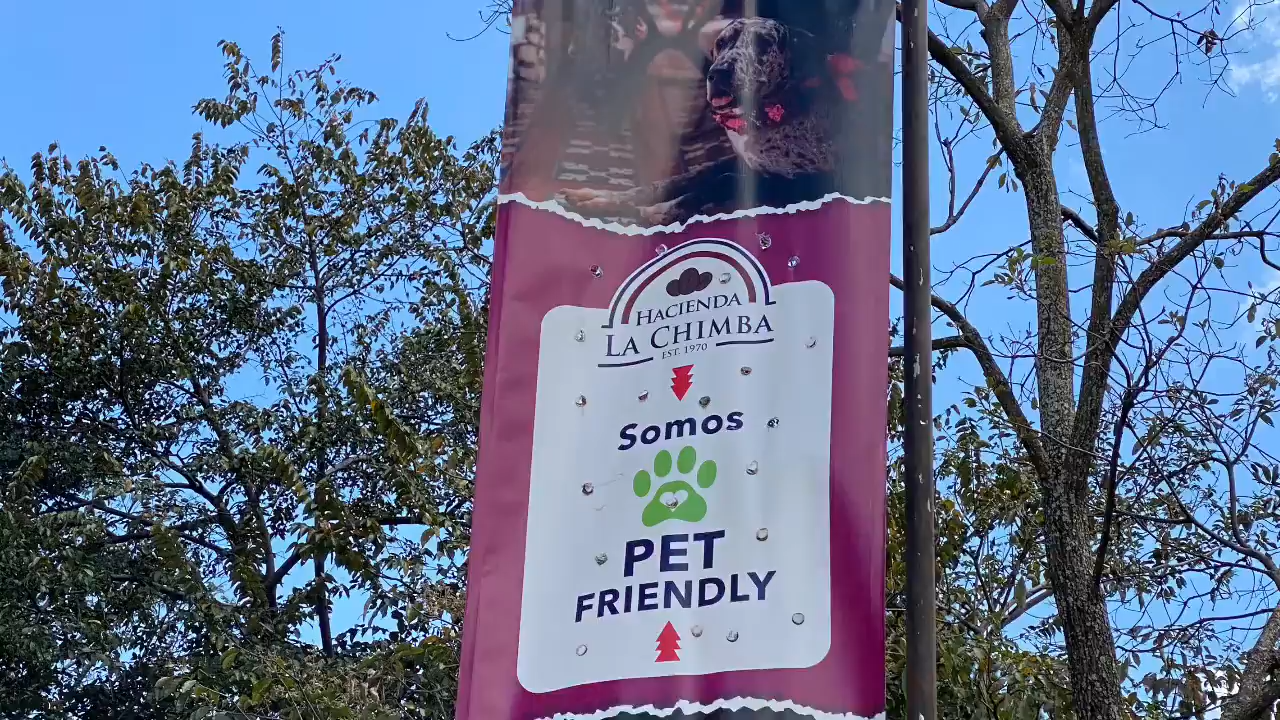 HACIENDA
LA CHIMBA
EST. 1970
Somos
PET
FRIENDLY